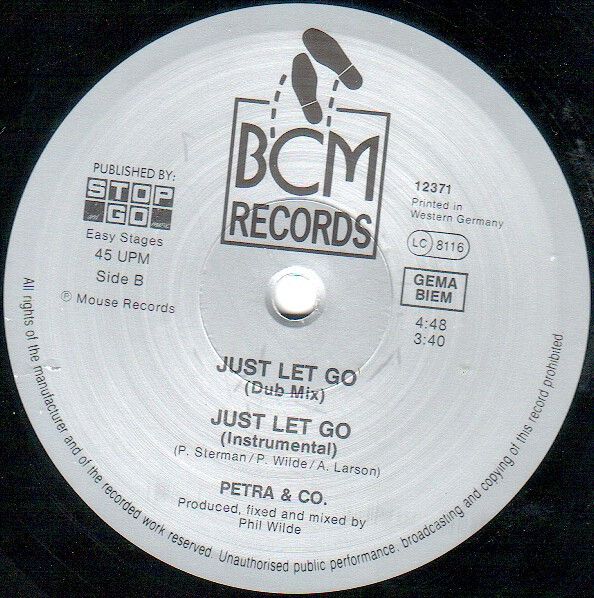 BCM
RECORDS
PUBLISHED BY:
STOP
GO
Easy Stages
45 UPM
Side B
℗ Mouse Records
12371
Printed in
Western Germany
LC 8116
GEMA
BIEM
4:48
3:40
JUST LET GO
(Dub Mix)
JUST LET GO
(Instrumental)
(P. Sterman/P. Wilde/A. Larson)
PETRA & CO.
Produced, fixed and mixed by
Phil Wilde
All rights of the manufacturer and of the recorded work reserved. Unauthorised public performance, broadcasting and copying of this record prohibited